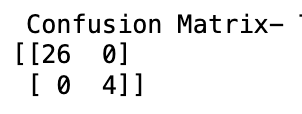 Confusion Matrix-
[[26  0]
 [ 0  4]]